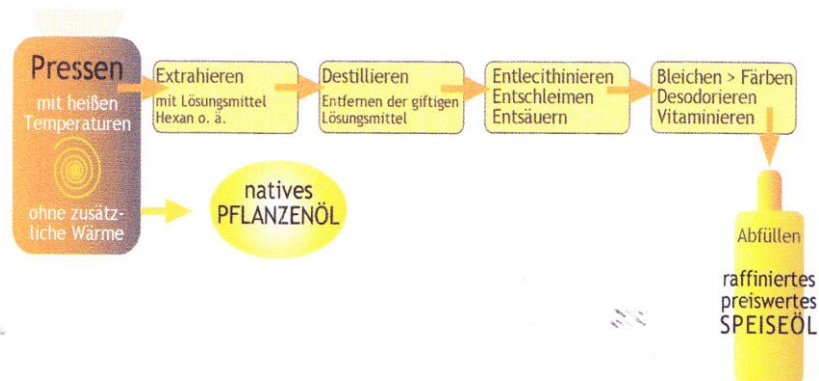 Pressen
mit heißen
Temperaturen
ohne zusätz-
liche Wärme
Extrahieren
mit Lösungsmittel
Hexan o. ä.
Destillieren
Entfernen der giftigen
Lösungsmittel
Entlecithinieren
Entschleimen
Entsäuern
Bleichen > Färben
Desodorieren
Vitaminieren
natives
PFLANZENÖL
Abfüllen
raffiniertes
preiswertes
SPEISEÖL